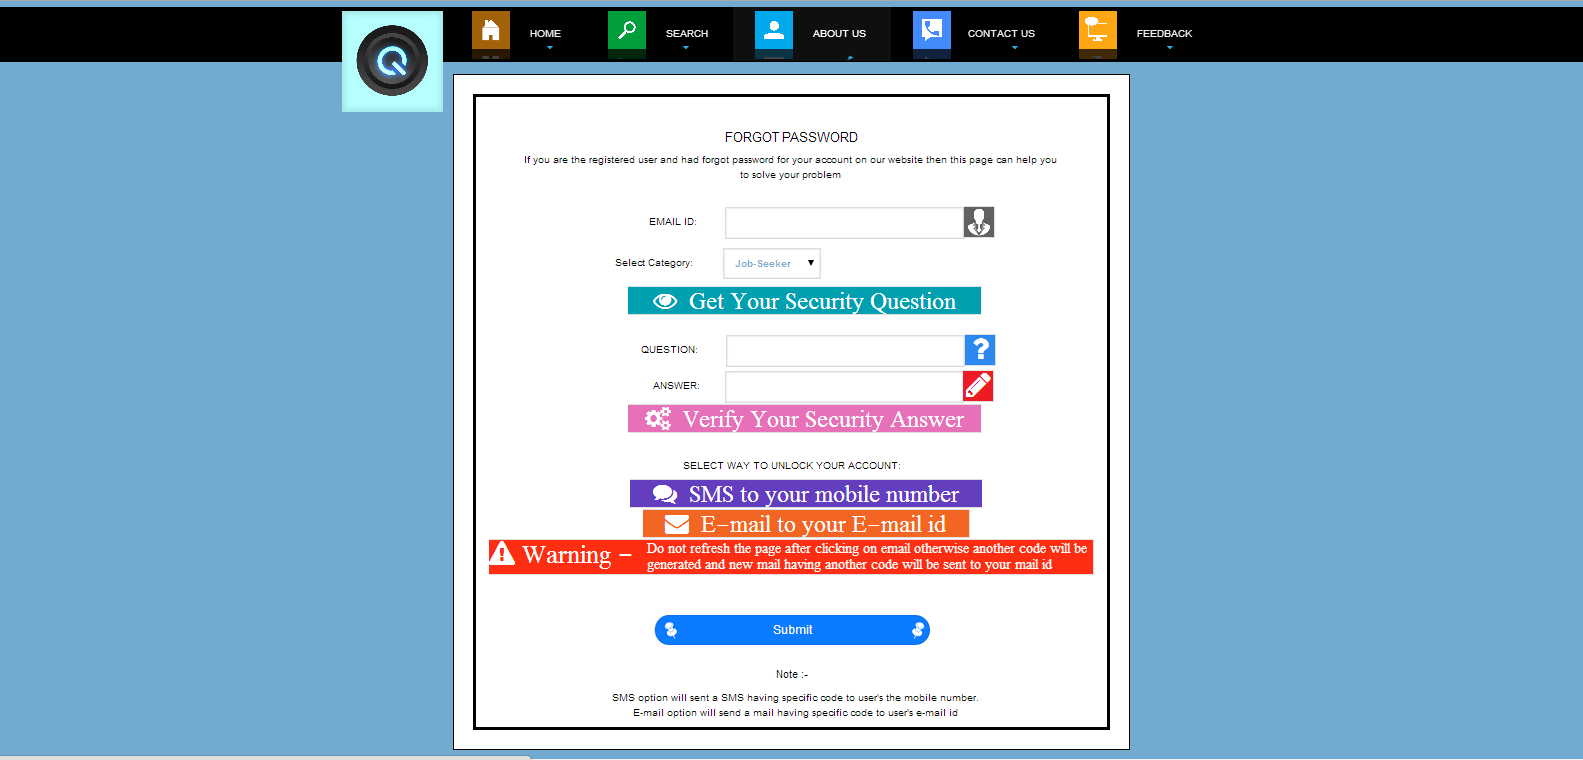 HOME
SEARCH
ABOUT US
CONTACT US
FEEDBACK
FORGOT PASSWORD
If you are the registered user and had forgot password for your account on our website then this page can help you
to solve your problem
EMAIL ID:
Select Category:
Job-Seeker
Get Your Security Question
QUESTION:
?
ANSWER:
Verify Your Security Answer
SELECT WAY TO UNLOCK YOUR ACCOUNT:
SMS to your mobile number
E-mail to your E-mail id
Warning -
Do not refresh the page after clicking on email otherwise another code will be
generated and new mail having another code will be sent to your mail id
Submit
Note :-
SMS option will sent a SMS having specific code to user's the mobile number.
E-mail option will send a mail having specific code to user's e-mail id